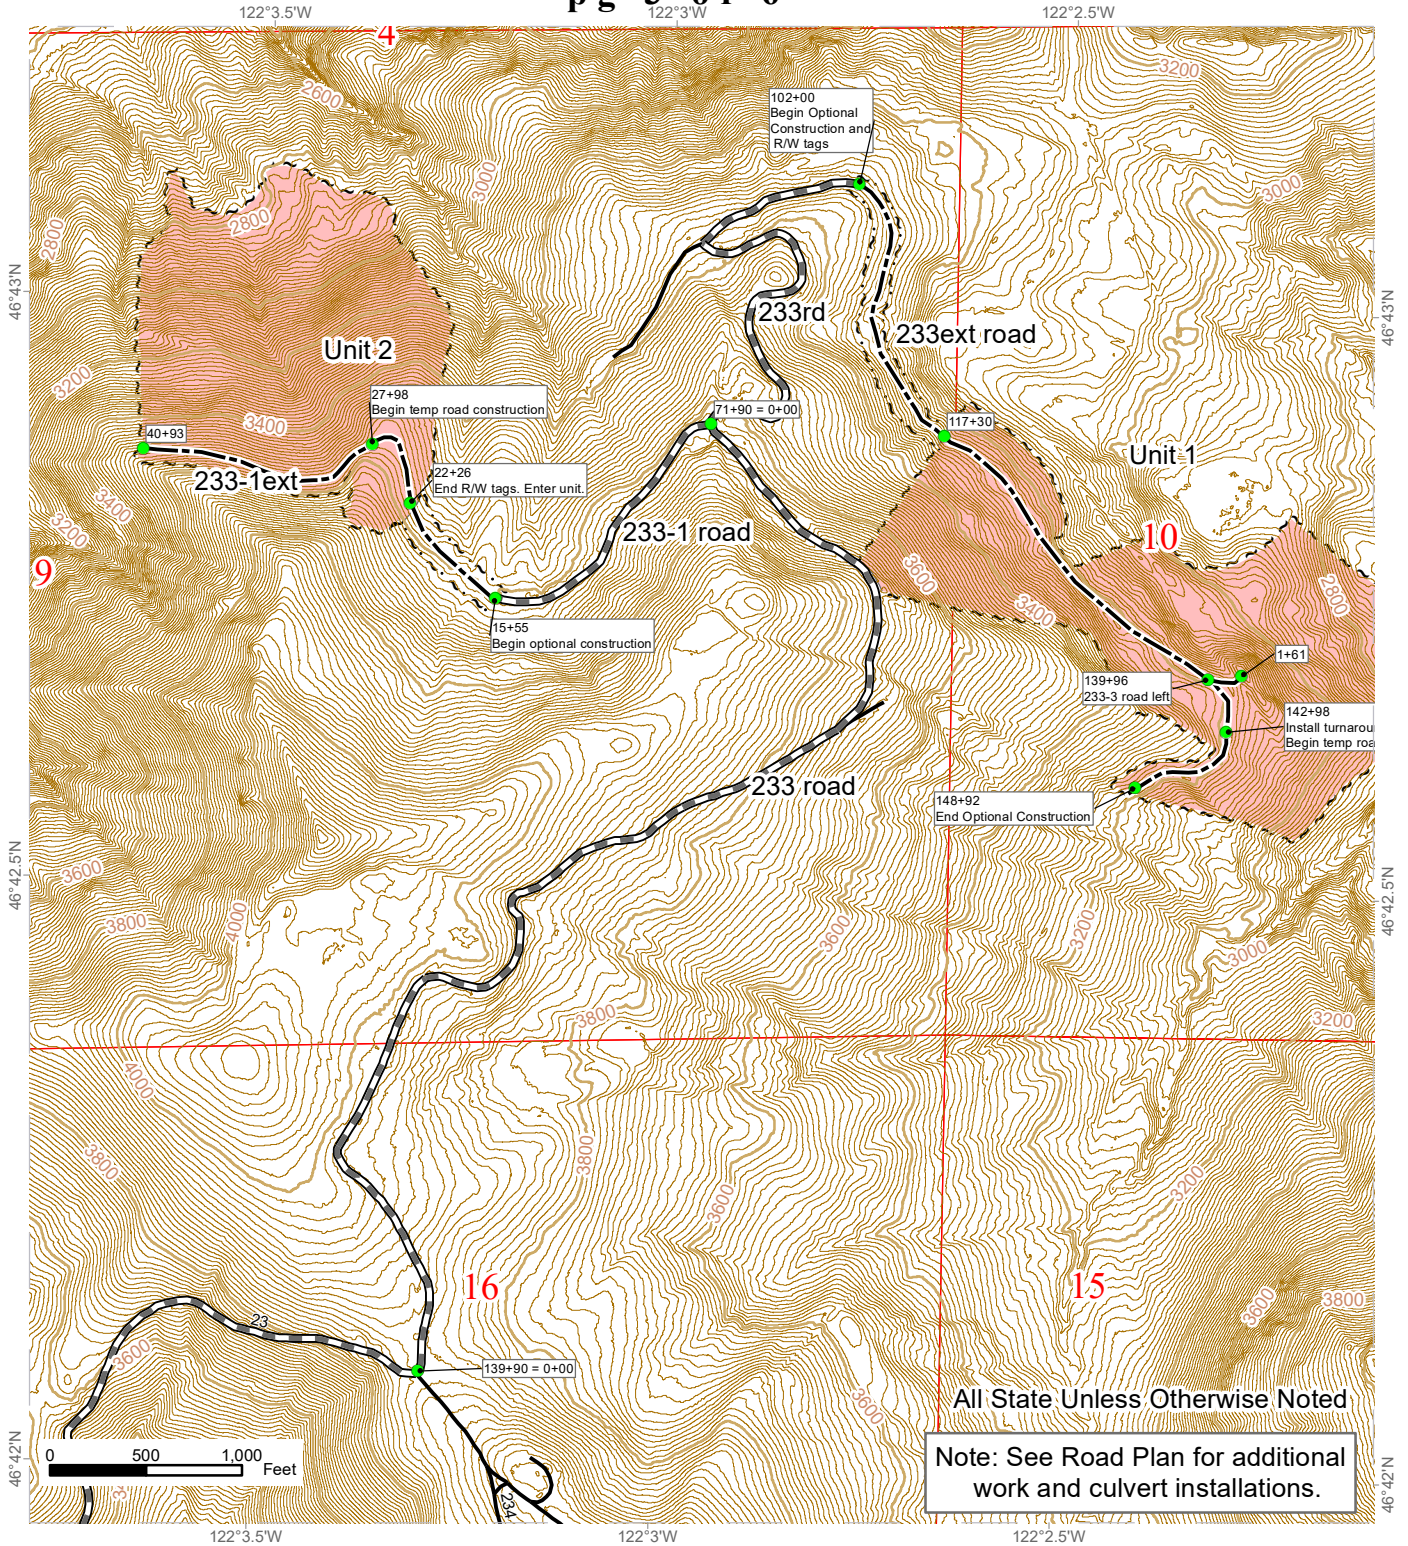 122°3.5'W
122°3'W
122°2.5'W
4
3200
2600
102+00
Begin Optional
Construction and
R/W tags
3000
3000
2800
2800
46°43'N
46°43'N
233rd
233ext road
Unit 2
3200
27+98
Begin temp road construction
71+90 = 0+00
3400
40+93
117+30
Unit 1
22+26
End R/W tags. Enter unit.
233-1ext
3400
3200
233-1 road
10
9
3600
2800
3400
15+55
Begin optional construction
1+61
139+96
233-3 road left
142+98
Install turnarou
Begin temp roa
233 road
148+92
End Optional Construction
3600
46°42.5'N
46°42.5'N
3800
4000
3600
3200
3000
3800
3200
4000
3800
3800
3600
3200
16
15
3600
3800
23
3600
139+90 = 0+00
All State Unless Otherwise Noted
3600
0 500 1,000
Feet
Note: See Road Plan for additional
work and culvert installations.
46°42'N
46°42'N
234
122°3.5'W
122°3'W
122°2.5'W